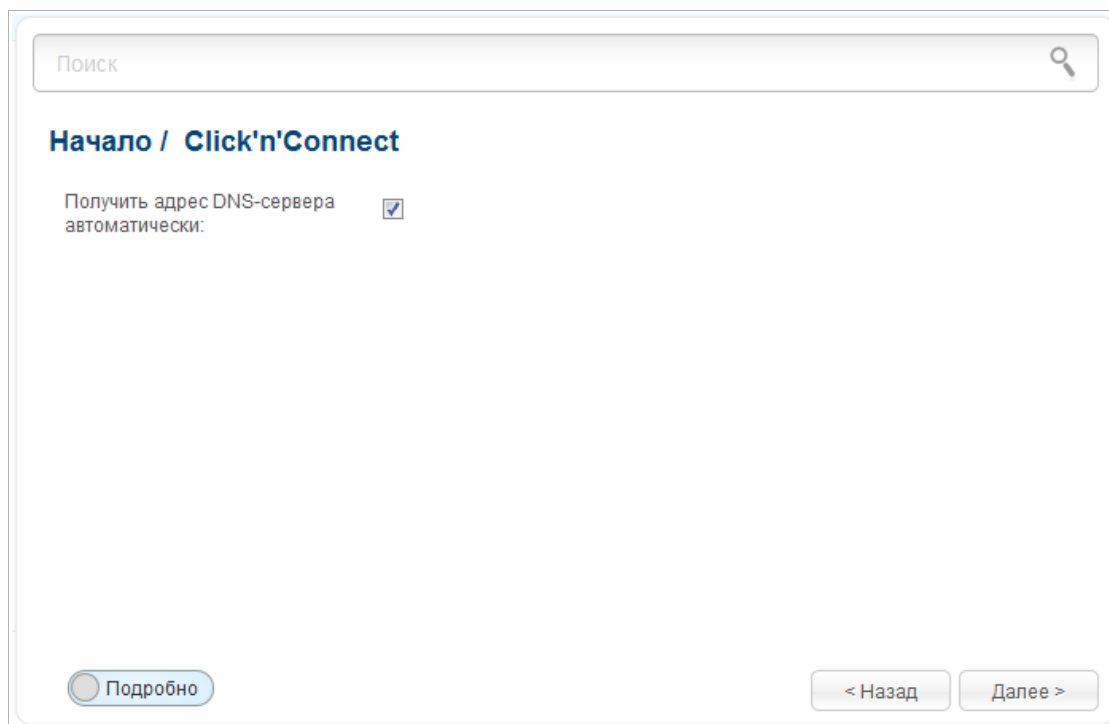 Поиск
Начало / Click'n'Connect
Получить адрес DNS-сервера
автоматически:
Подробно
< Назад
Далее >